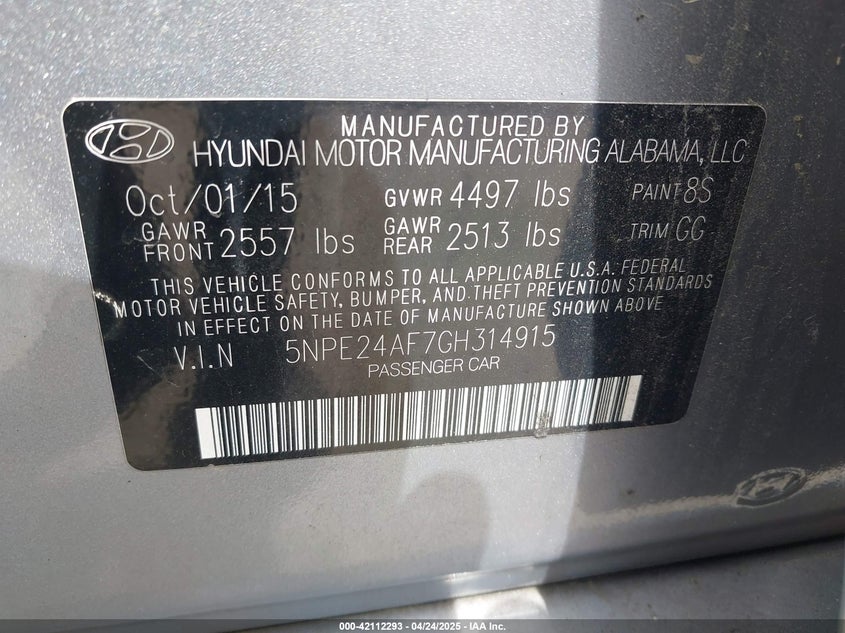 MANUFACTURED BY
HYUNDAI MOTOR MANUFACTURING ALABAMA, LLC
Oct/01/15 GVWR 4497 lbs PAINT 8S
GAWR FRONT 2557 lbs GAWR REAR 2513 lbs TRIM GG
THIS VEHICLE CONFORMS TO ALL APPLICABLE U.S.A. FEDERAL
MOTOR VEHICLE SAFETY, BUMPER, AND THEFT PREVENTION STANDARDS
IN EFFECT ON THE DATE OF MANUFACTURE SHOWN ABOVE
V.I.N 5NPE24AF7GH314915
PASSENGER CAR
000-42112293 - 04/24/2025 - IAA Inc.